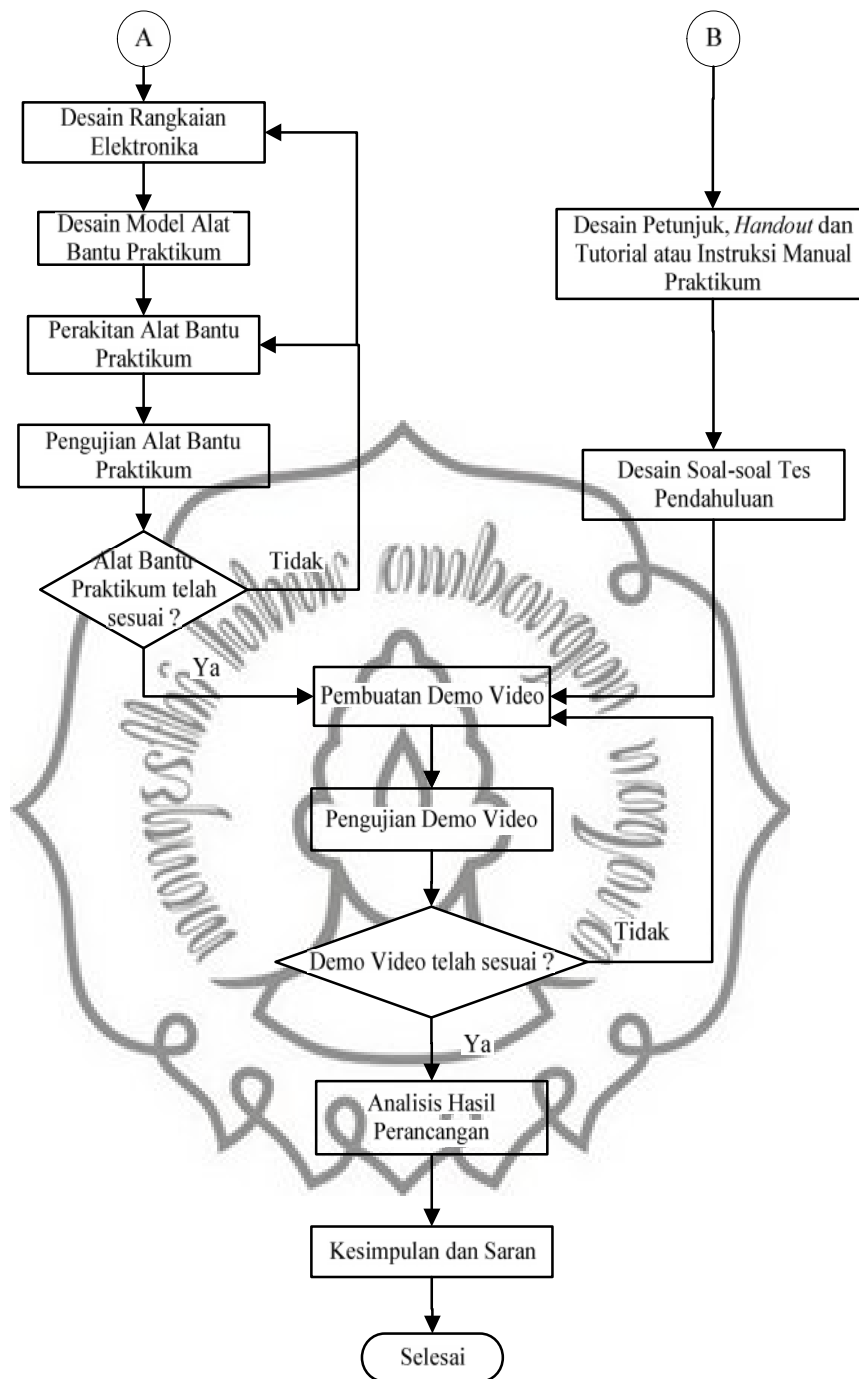 A
Desain Rangkaian
Elektronika
Desain Model Alat
Bantu Praktikum
Perakitan Alat Bantu
Praktikum
Pengujian Alat Bantu
Praktikum
Alat Bantu
Praktikum telah
sesuai ?
Tidak
Ya
B
Desain Petunjuk, Handout dan
Tutorial atau Instruksi Manual
Praktikum
Desain Soal-soal Tes
Pendahuluan
Pembuatan Demo Video
Pengujian Demo Video
Demo Video telah sesuai ?
Tidak
Ya
Analisis Hasil
Perancangan
Kesimpulan dan Saran
Selesai